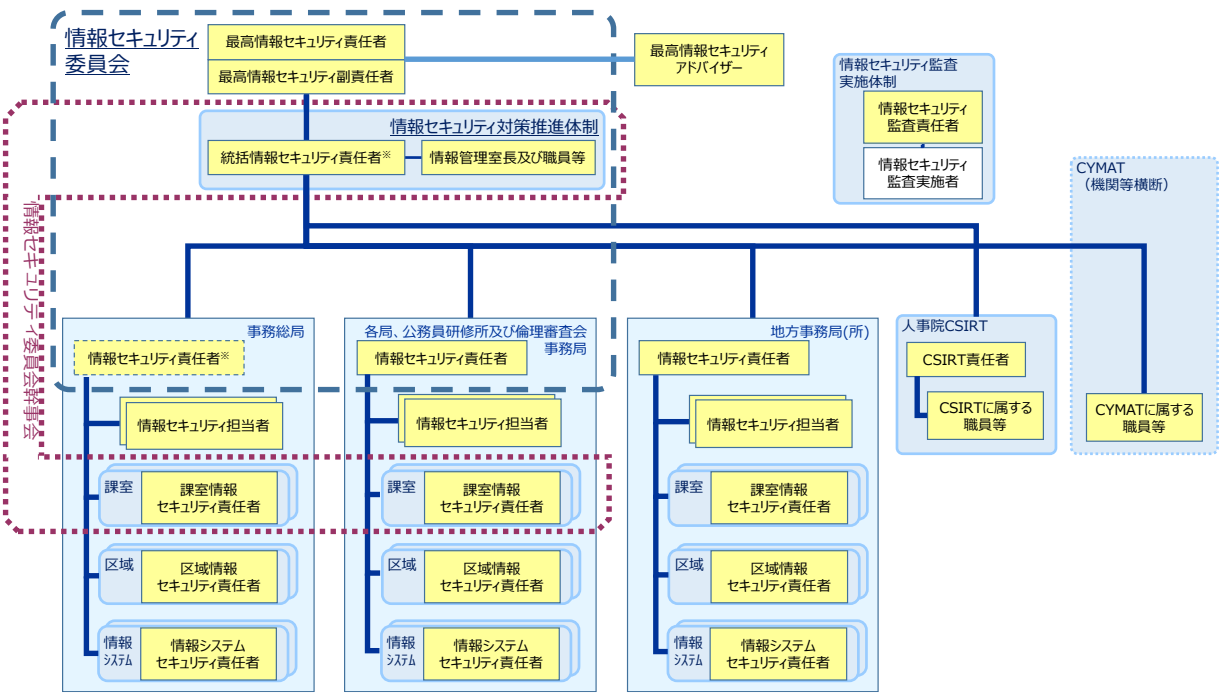 情報セキュリティ
委員会
最高情報セキュリティ責任者
最高情報セキュリティ副責任者
最高情報セキュリティ
アドバイザー
情報セキュリティ監査
実施体制
情報セキュリティ
監査責任者
情報セキュリティ
監査実施者
情報セキュリティ対策推進体制
統括情報セキュリティ責任者※
情報管理室長及び職員等
CYMAT
（機関等横断）
情報セキュリティ委員会幹事会
事務総局
情報セキュリティ責任者※
情報セキュリティ担当者
課室
課室情報
セキュリティ責任者
区域
区域情報
セキュリティ責任者
情報
システム
情報システム
セキュリティ責任者
各局、公務員研修所及び倫理審査会
事務局
情報セキュリティ責任者
情報セキュリティ担当者
課室
課室情報
セキュリティ責任者
区域
区域情報
セキュリティ責任者
情報
システム
情報システム
セキュリティ責任者
地方事務局(所)
情報セキュリティ責任者
情報セキュリティ担当者
課室
課室情報
セキュリティ責任者
区域
区域情報
セキュリティ責任者
情報
システム
情報システム
セキュリティ責任者
人事院CSIRT
CSIRT責任者
CSIRTに属する
職員等
CYMATに属する
職員等